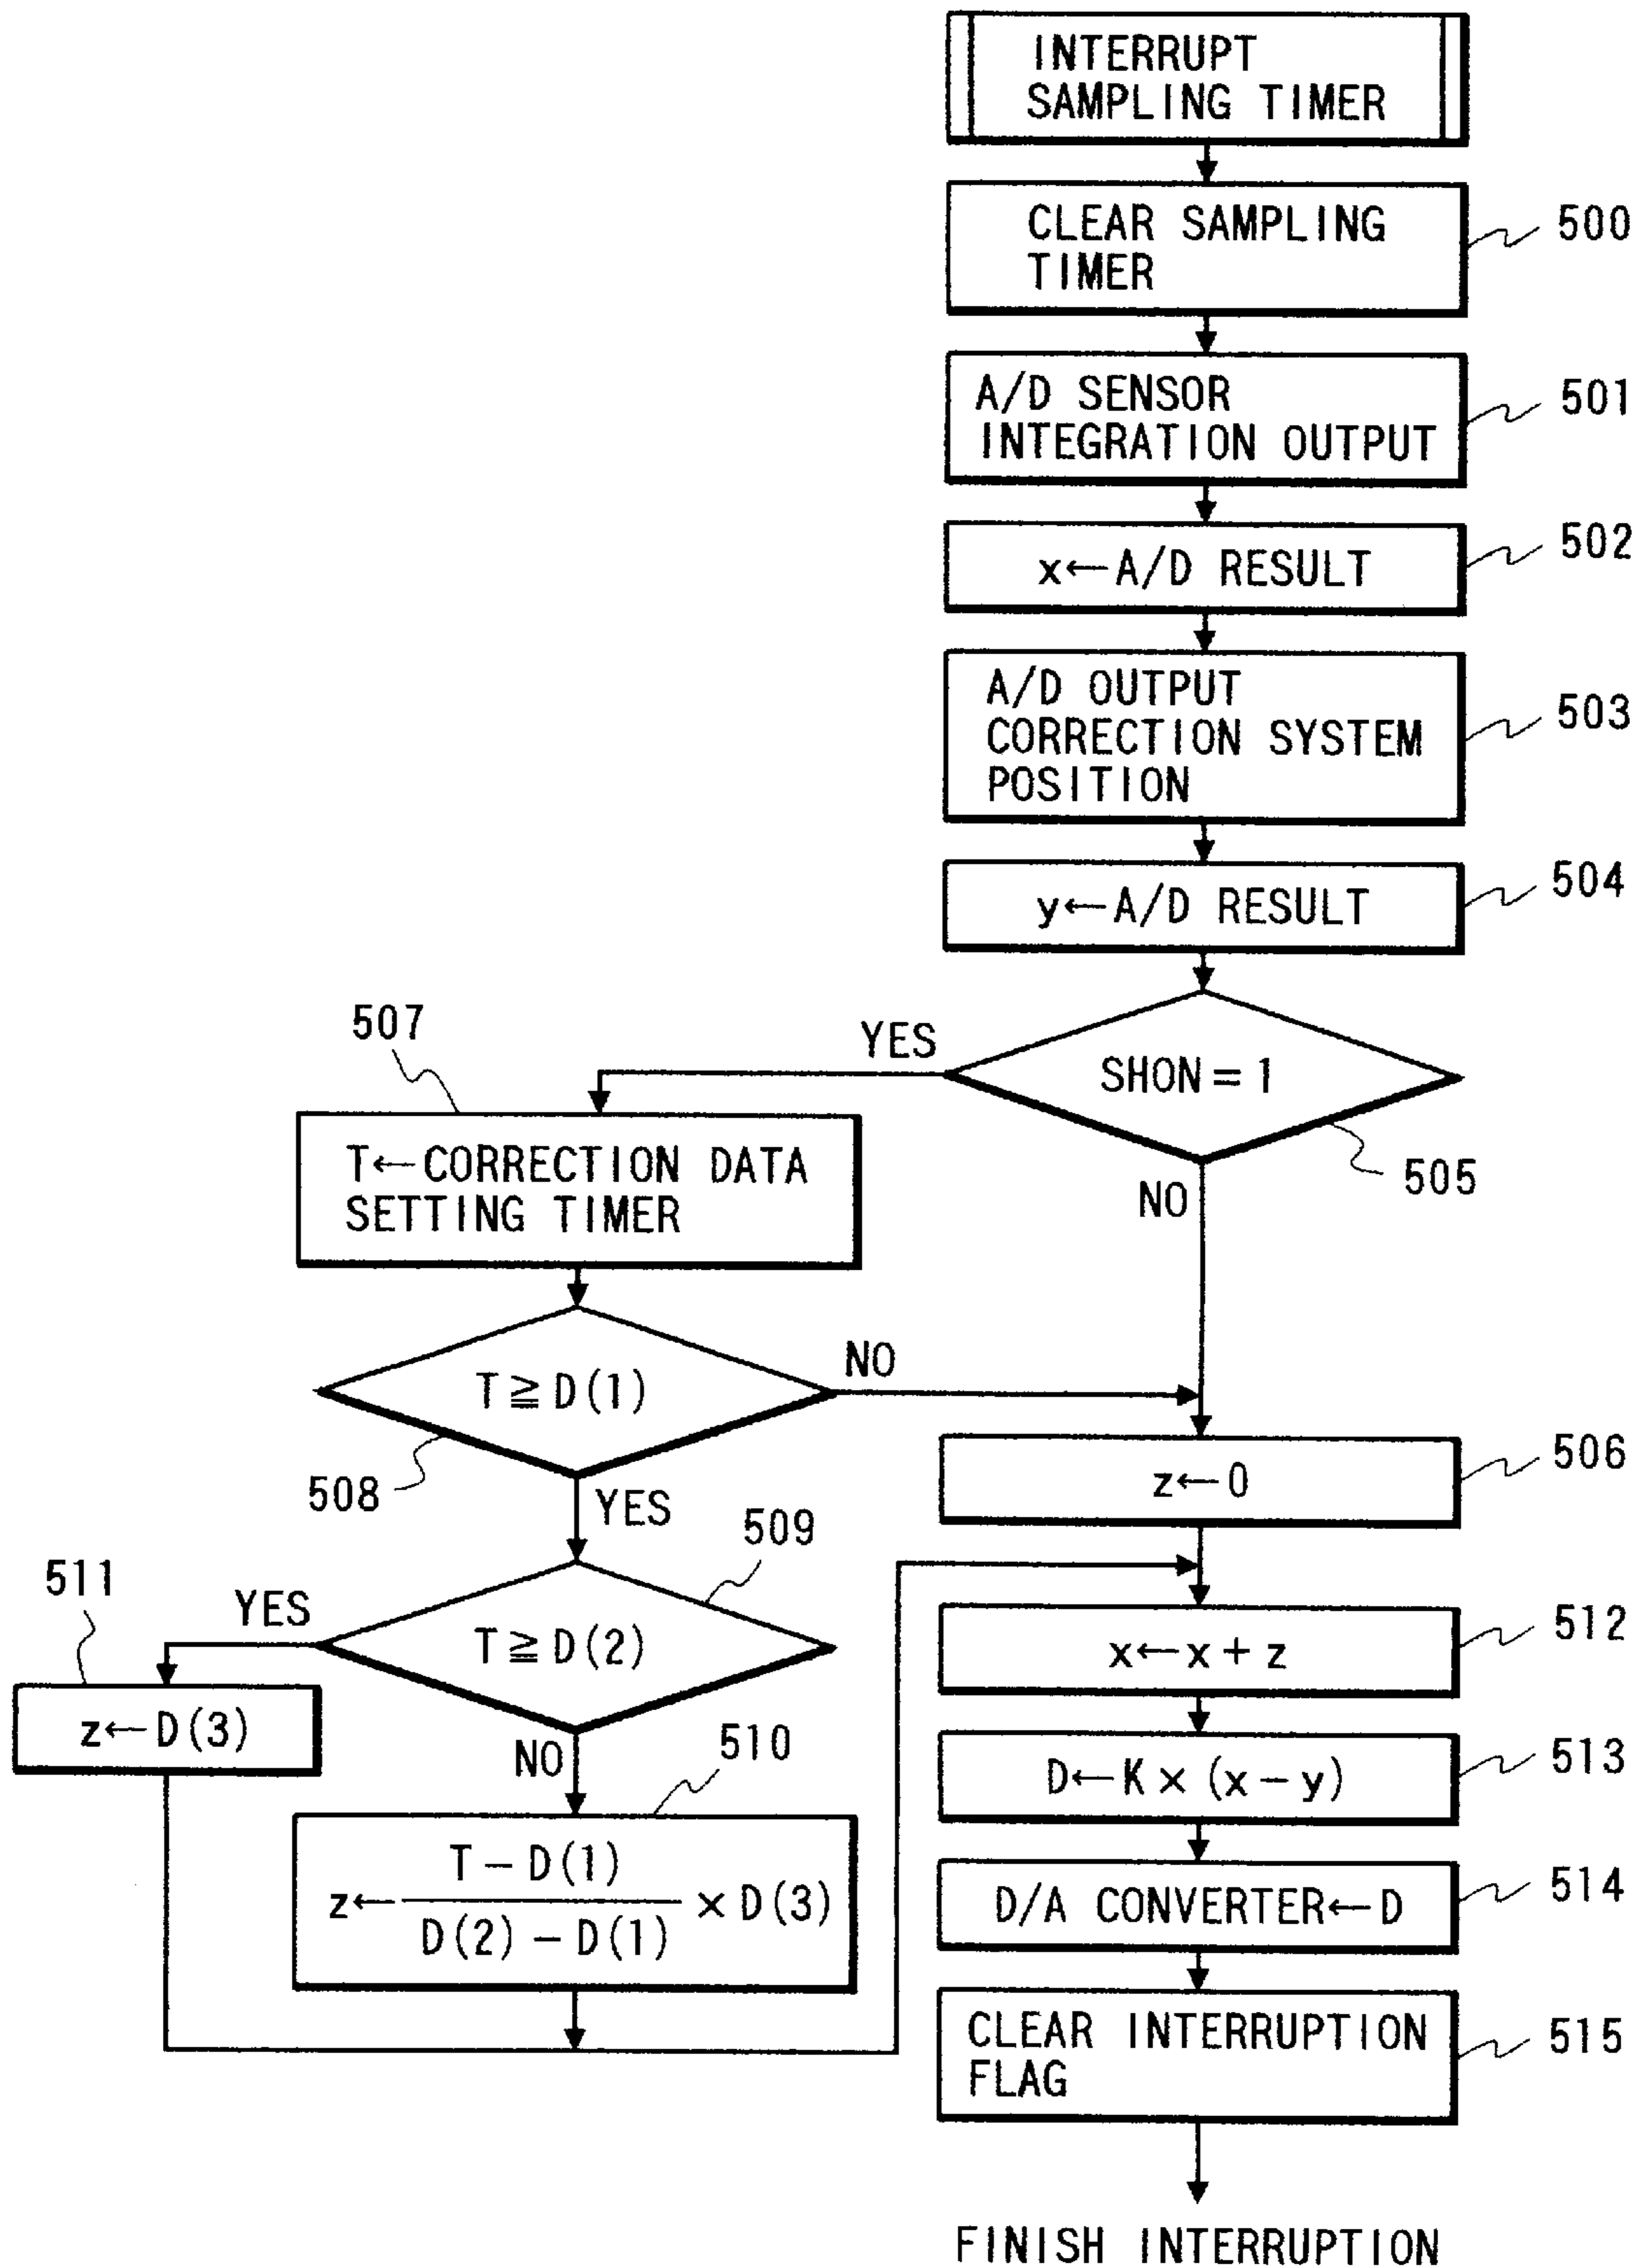 INTERRUPT
SAMPLING TIMER
CLEAR SAMPLING
TIMER
500
A/D SENSOR
INTEGRATION OUTPUT
501
x←A/D RESULT
502
A/D OUTPUT
CORRECTION SYSTEM
POSITION
503
y←A/D RESULT
504
SHON = 1
505
YES
NO
507
T←CORRECTION DATA
SETTING TIMER
T ≧ D(1)
508
NO
YES
z←0
506
509
T ≧ D(2)
YES
NO
511
z←D(3)
510
T − D(1)
z← ――― × D(3)
D(2) − D(1)
x←x + z
512
D←K × (x − y)
513
D/A CONVERTER←D
514
CLEAR INTERRUPTION
FLAG
515
FINISH INTERRUPTION